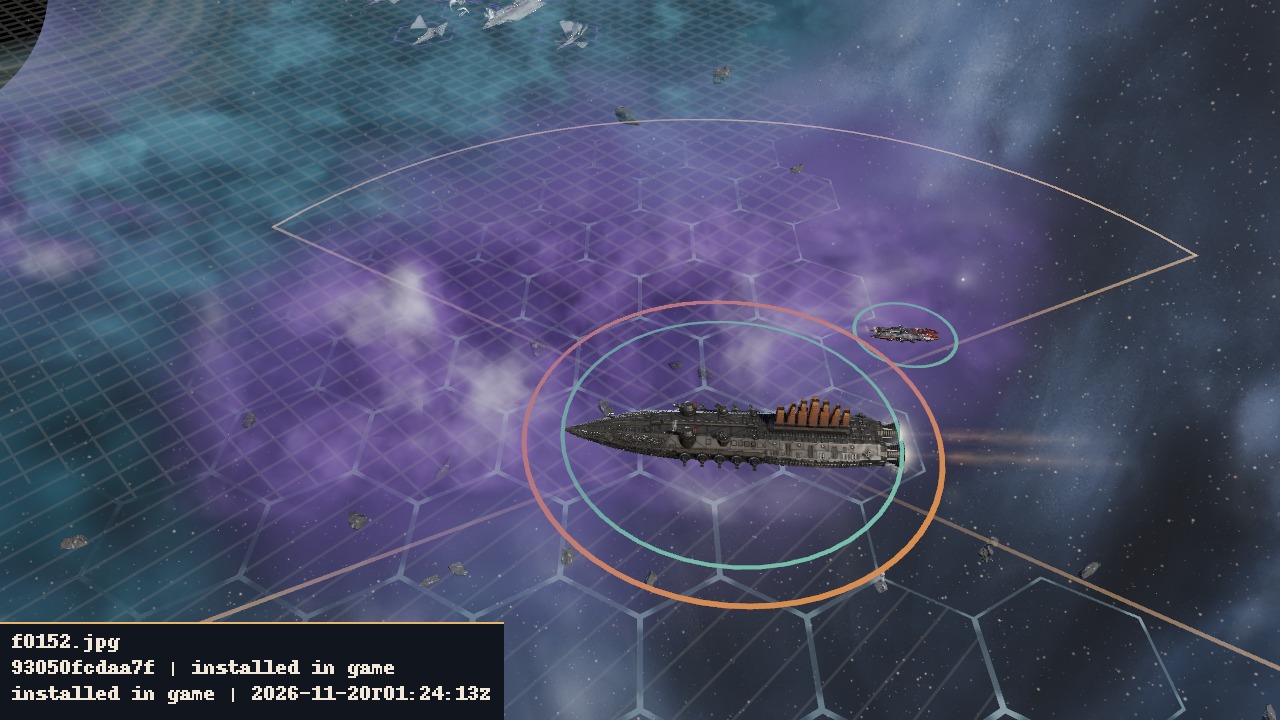 f0152.jpg
93050fcdaa7f | installed in game
installed in game | 2026-11-20T01:24:13Z